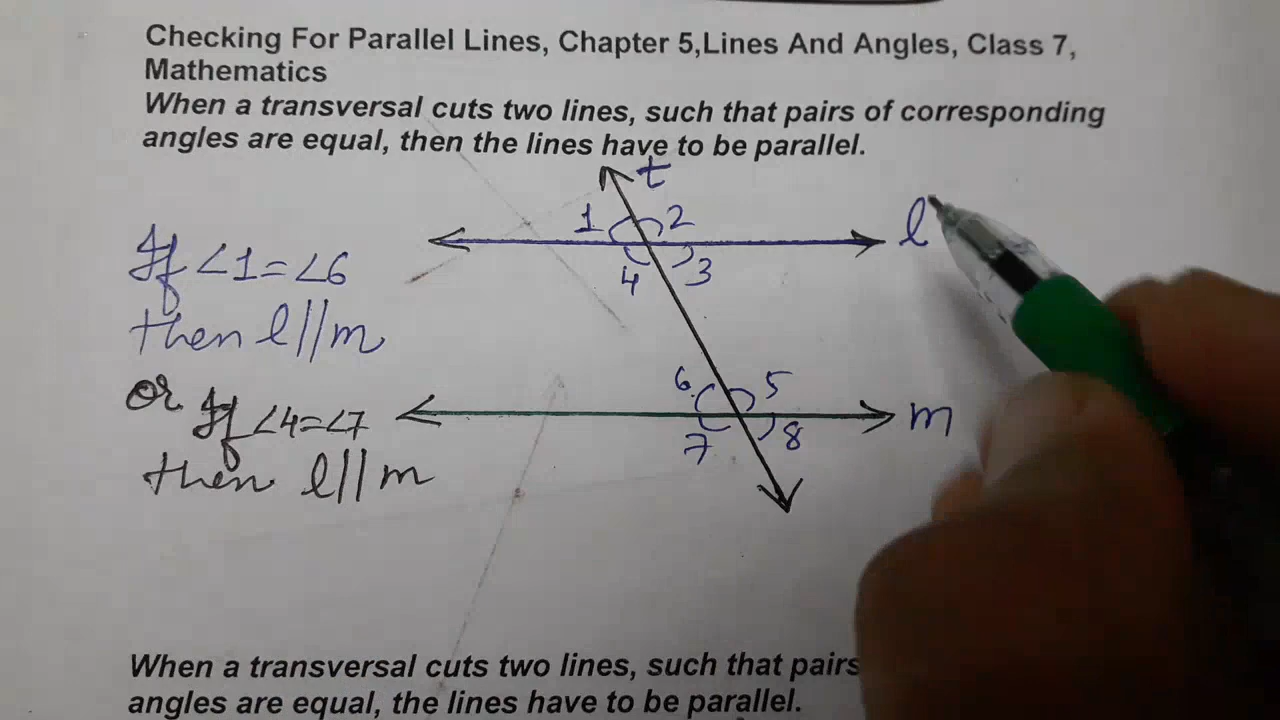 Checking For Parallel Lines, Chapter 5,Lines And Angles, Class 7,
Mathematics
When a transversal cuts two lines, such that pairs of corresponding
angles are equal, then the lines have to be parallel.
t
1 2
l
4 3
If ∠1=∠6
then l||m
or If ∠4=∠7
then l||m
6 5
m
7 8
When a transversal cuts two lines, such that pairs
angles are equal, the lines have to be parallel.